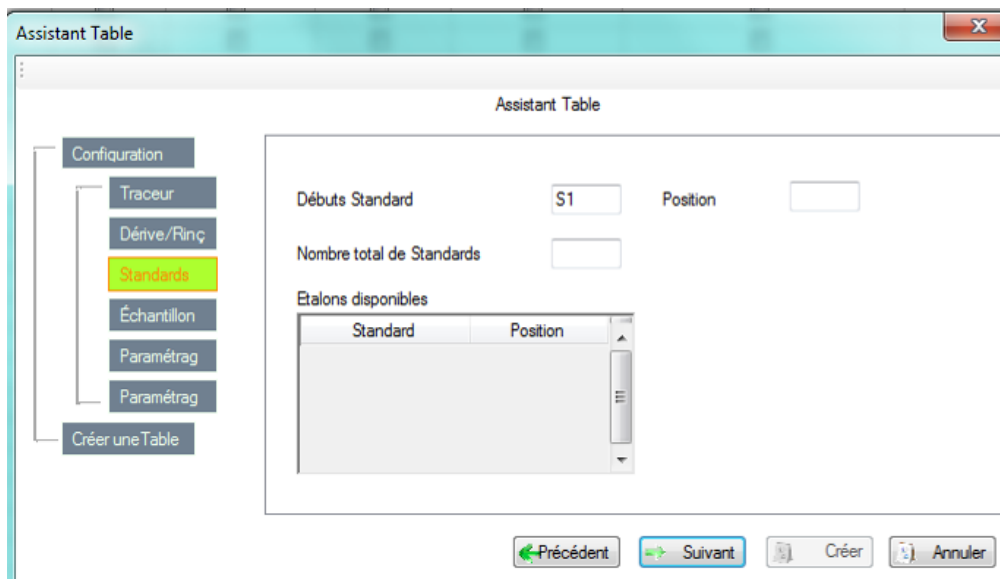 Assistant Table
Assistant Table
Configuration
Traceur
Dérive/Rinç
Standards
Échantillon
Paramétrag
Paramétrag
Créer une Table
Débuts Standard S1 Position
Nombre total de Standards
Etalons disponibles
Standard Position
Précédent Suivant Créer Annuler